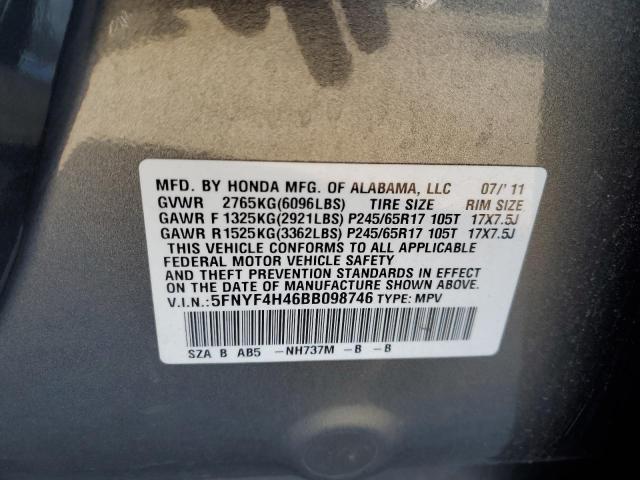 MFD. BY HONDA MFG. OF ALABAMA, LLC 07/'11
GVWR 2765KG(6096LBS) TIRE SIZE RIM SIZE
GAWR F 1325KG(2921LBS) P245/65R17 105T 17X7.5J
GAWR R 1525KG(3362LBS) P245/65R17 105T 17X7.5J
THIS VEHICLE CONFORMS TO ALL APPLICABLE
FEDERAL MOTOR VEHICLE SAFETY
AND THEFT PREVENTION STANDARDS IN EFFECT
ON THE DATE OF MANUFACTURE SHOWN ABOVE.
V.I.N.:5FNYF4H46BB098746 TYPE: MPV
SZA B AB5 -NH737M -B -B